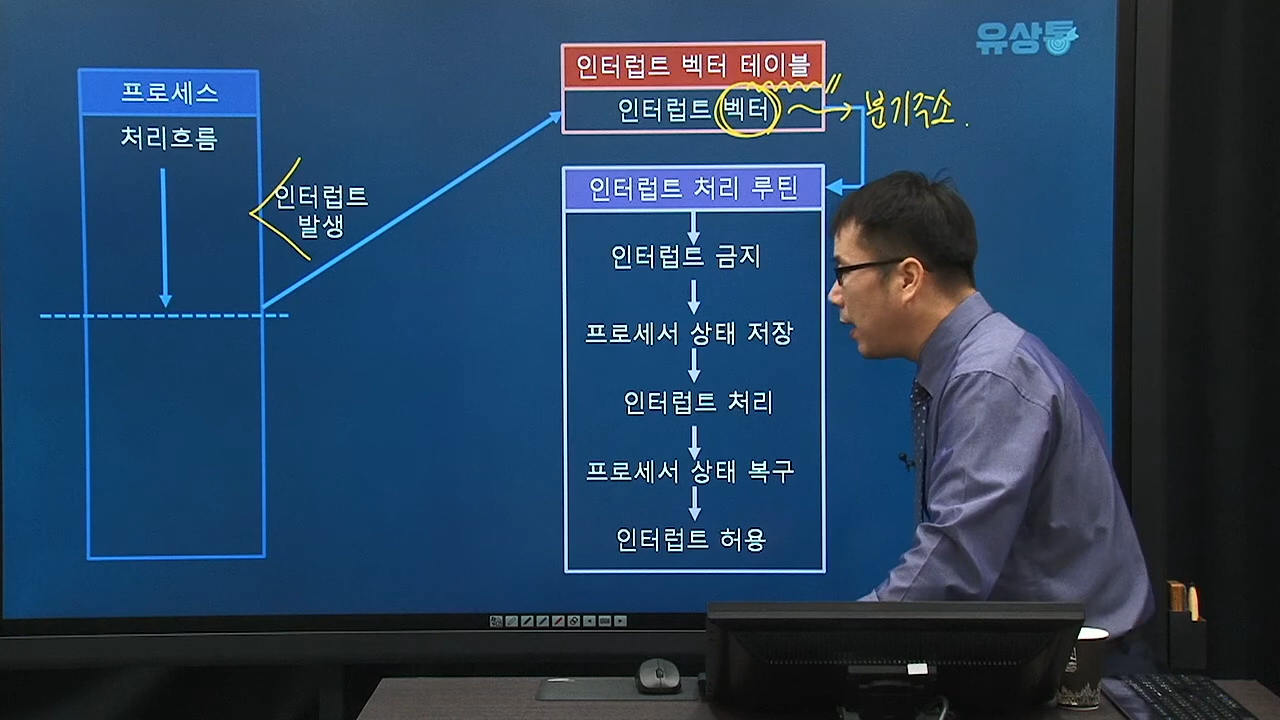 유상통
프로세스
처리흐름
인터럽트
발생
인터럽트 벡터 테이블
인터럽트 벡터
분기주소.
인터럽트 처리 루틴
인터럽트 금지
프로세서 상태 저장
인터럽트 처리
프로세서 상태 복구
인터럽트 허용